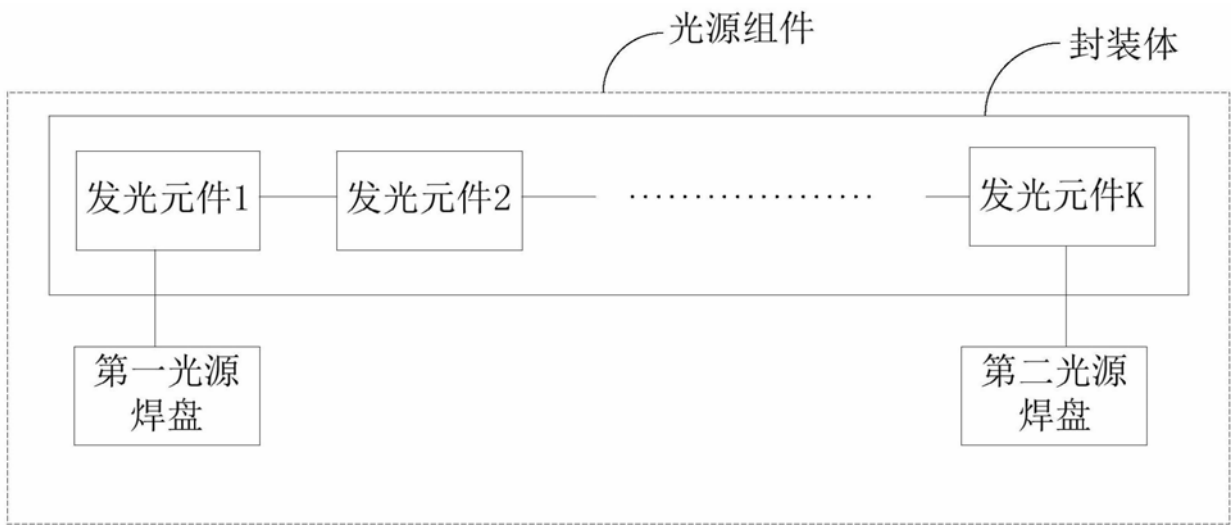 光源组件
封装体
发光元件1
发光元件2
..................
发光元件K
第一光源
焊盘
第二光源
焊盘